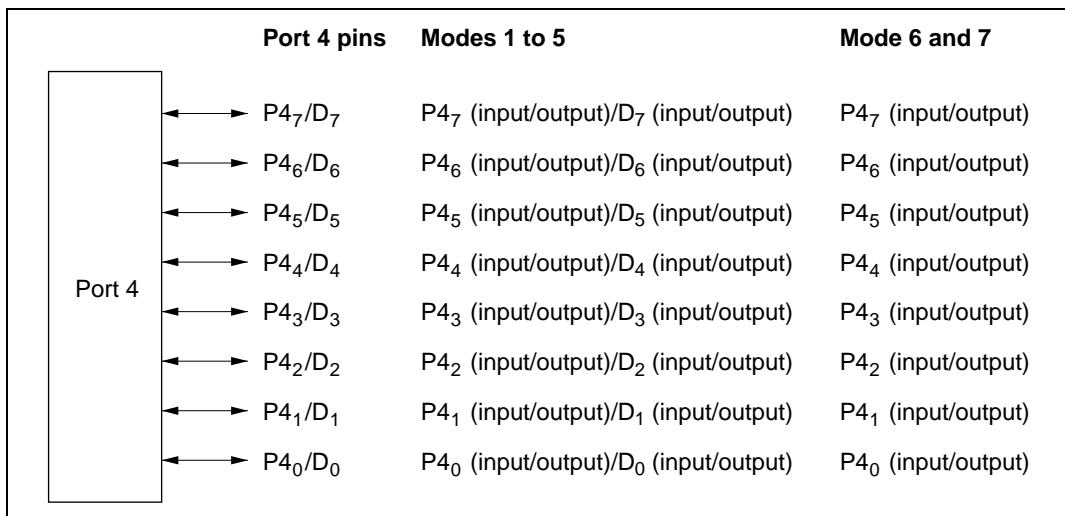 Port 4 pins Modes 1 to 5 Mode 6 and 7
P4₇/D₇ P4₇ (input/output)/D₇ (input/output) P4₇ (input/output)
P4₆/D₆ P4₆ (input/output)/D₆ (input/output) P4₆ (input/output)
P4₅/D₅ P4₅ (input/output)/D₅ (input/output) P4₅ (input/output)
P4₄/D₄ P4₄ (input/output)/D₄ (input/output) P4₄ (input/output)
Port 4
P4₃/D₃ P4₃ (input/output)/D₃ (input/output) P4₃ (input/output)
P4₂/D₂ P4₂ (input/output)/D₂ (input/output) P4₂ (input/output)
P4₁/D₁ P4₁ (input/output)/D₁ (input/output) P4₁ (input/output)
P4₀/D₀ P4₀ (input/output)/D₀ (input/output) P4₀ (input/output)